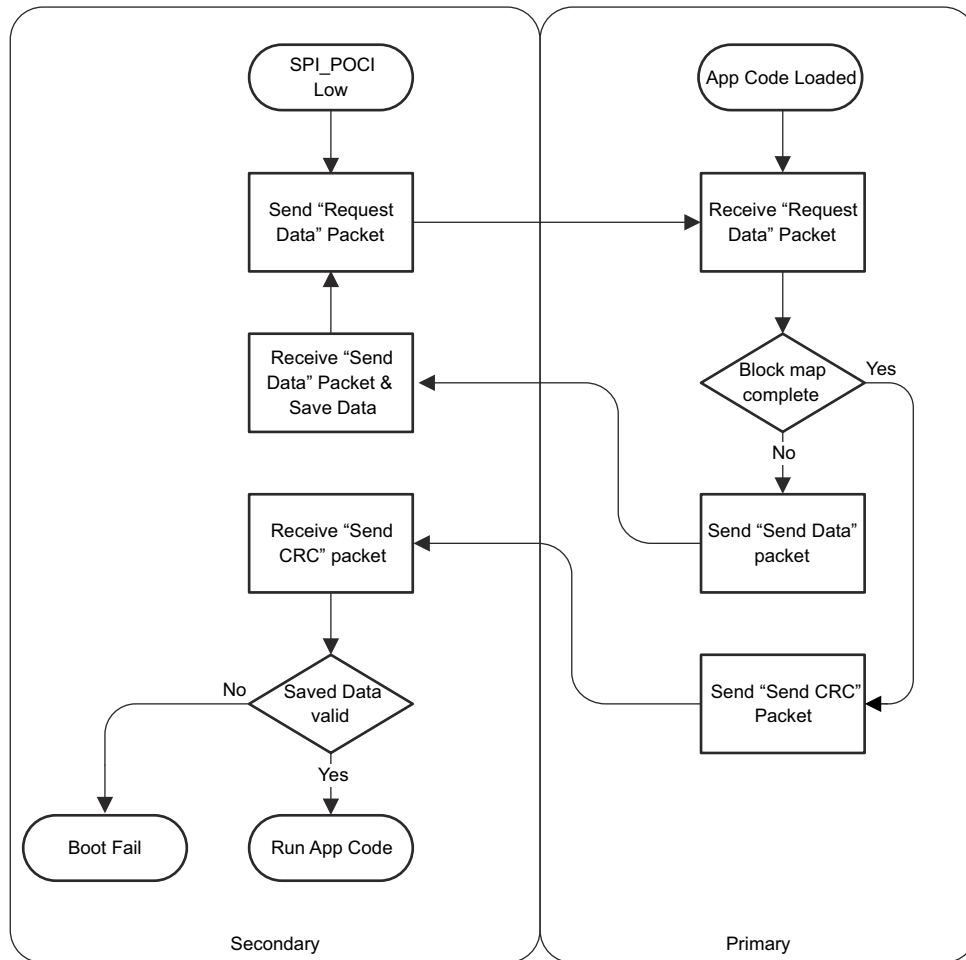 SPI_POCI
Low
App Code Loaded
Send “Request
Data” Packet
Receive “Request
Data” Packet
Receive “Send
Data” Packet &
Save Data
Block map
complete
Yes
No
Receive “Send
CRC” packet
Send “Send Data”
packet
No
Saved Data
valid
Send “Send CRC”
Packet
Yes
Boot Fail
Run App Code
Secondary
Primary